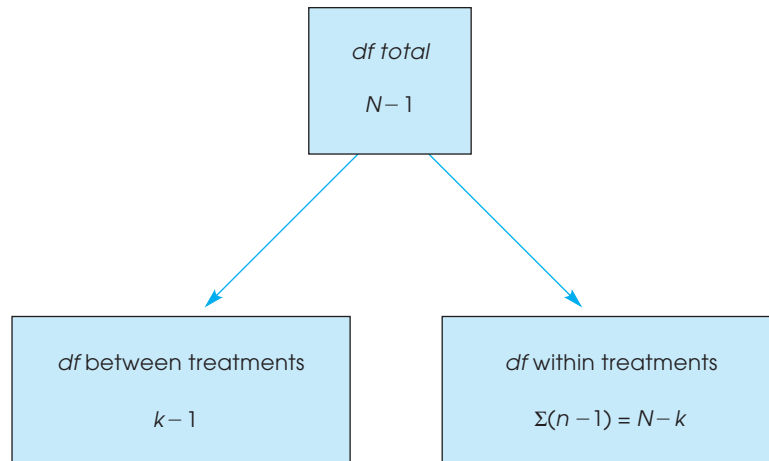 df total
N – 1
df between treatments
k – 1
df within treatments
Σ(n – 1) = N – k